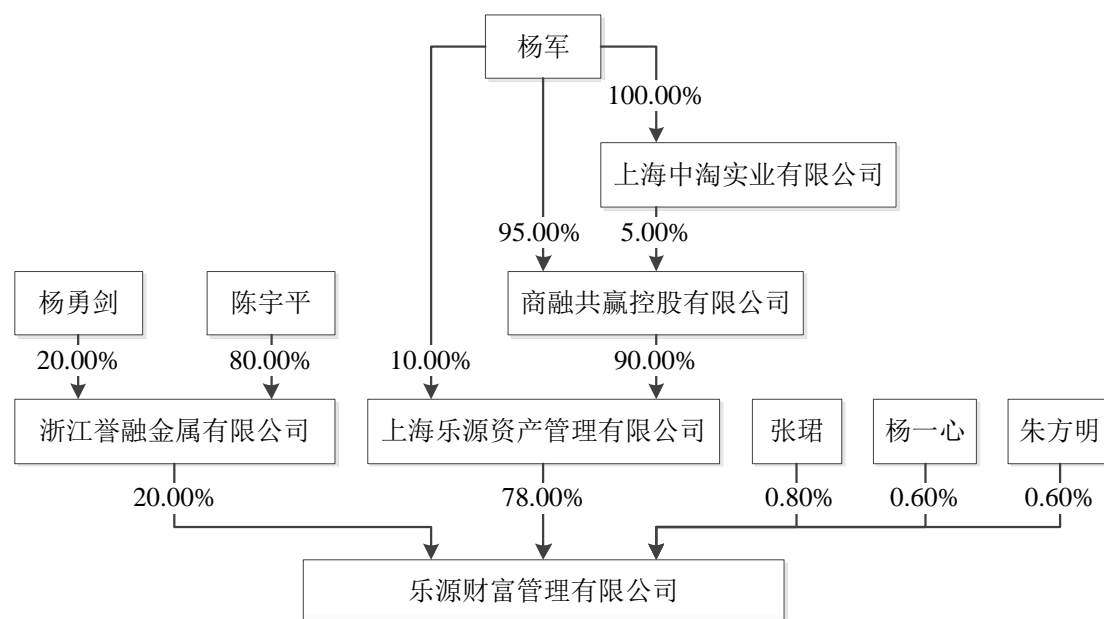 杨军
100.00%
上海中淘实业有限公司
95.00%
5.00%
杨勇剑
陈宇平
商融共赢控股有限公司
20.00%
80.00%
10.00%
90.00%
浙江誉融金属有限公司
上海乐源资产管理有限公司
张珺
杨一心
朱方明
20.00%
78.00%
0.80%
0.60%
0.60%
乐源财富管理有限公司